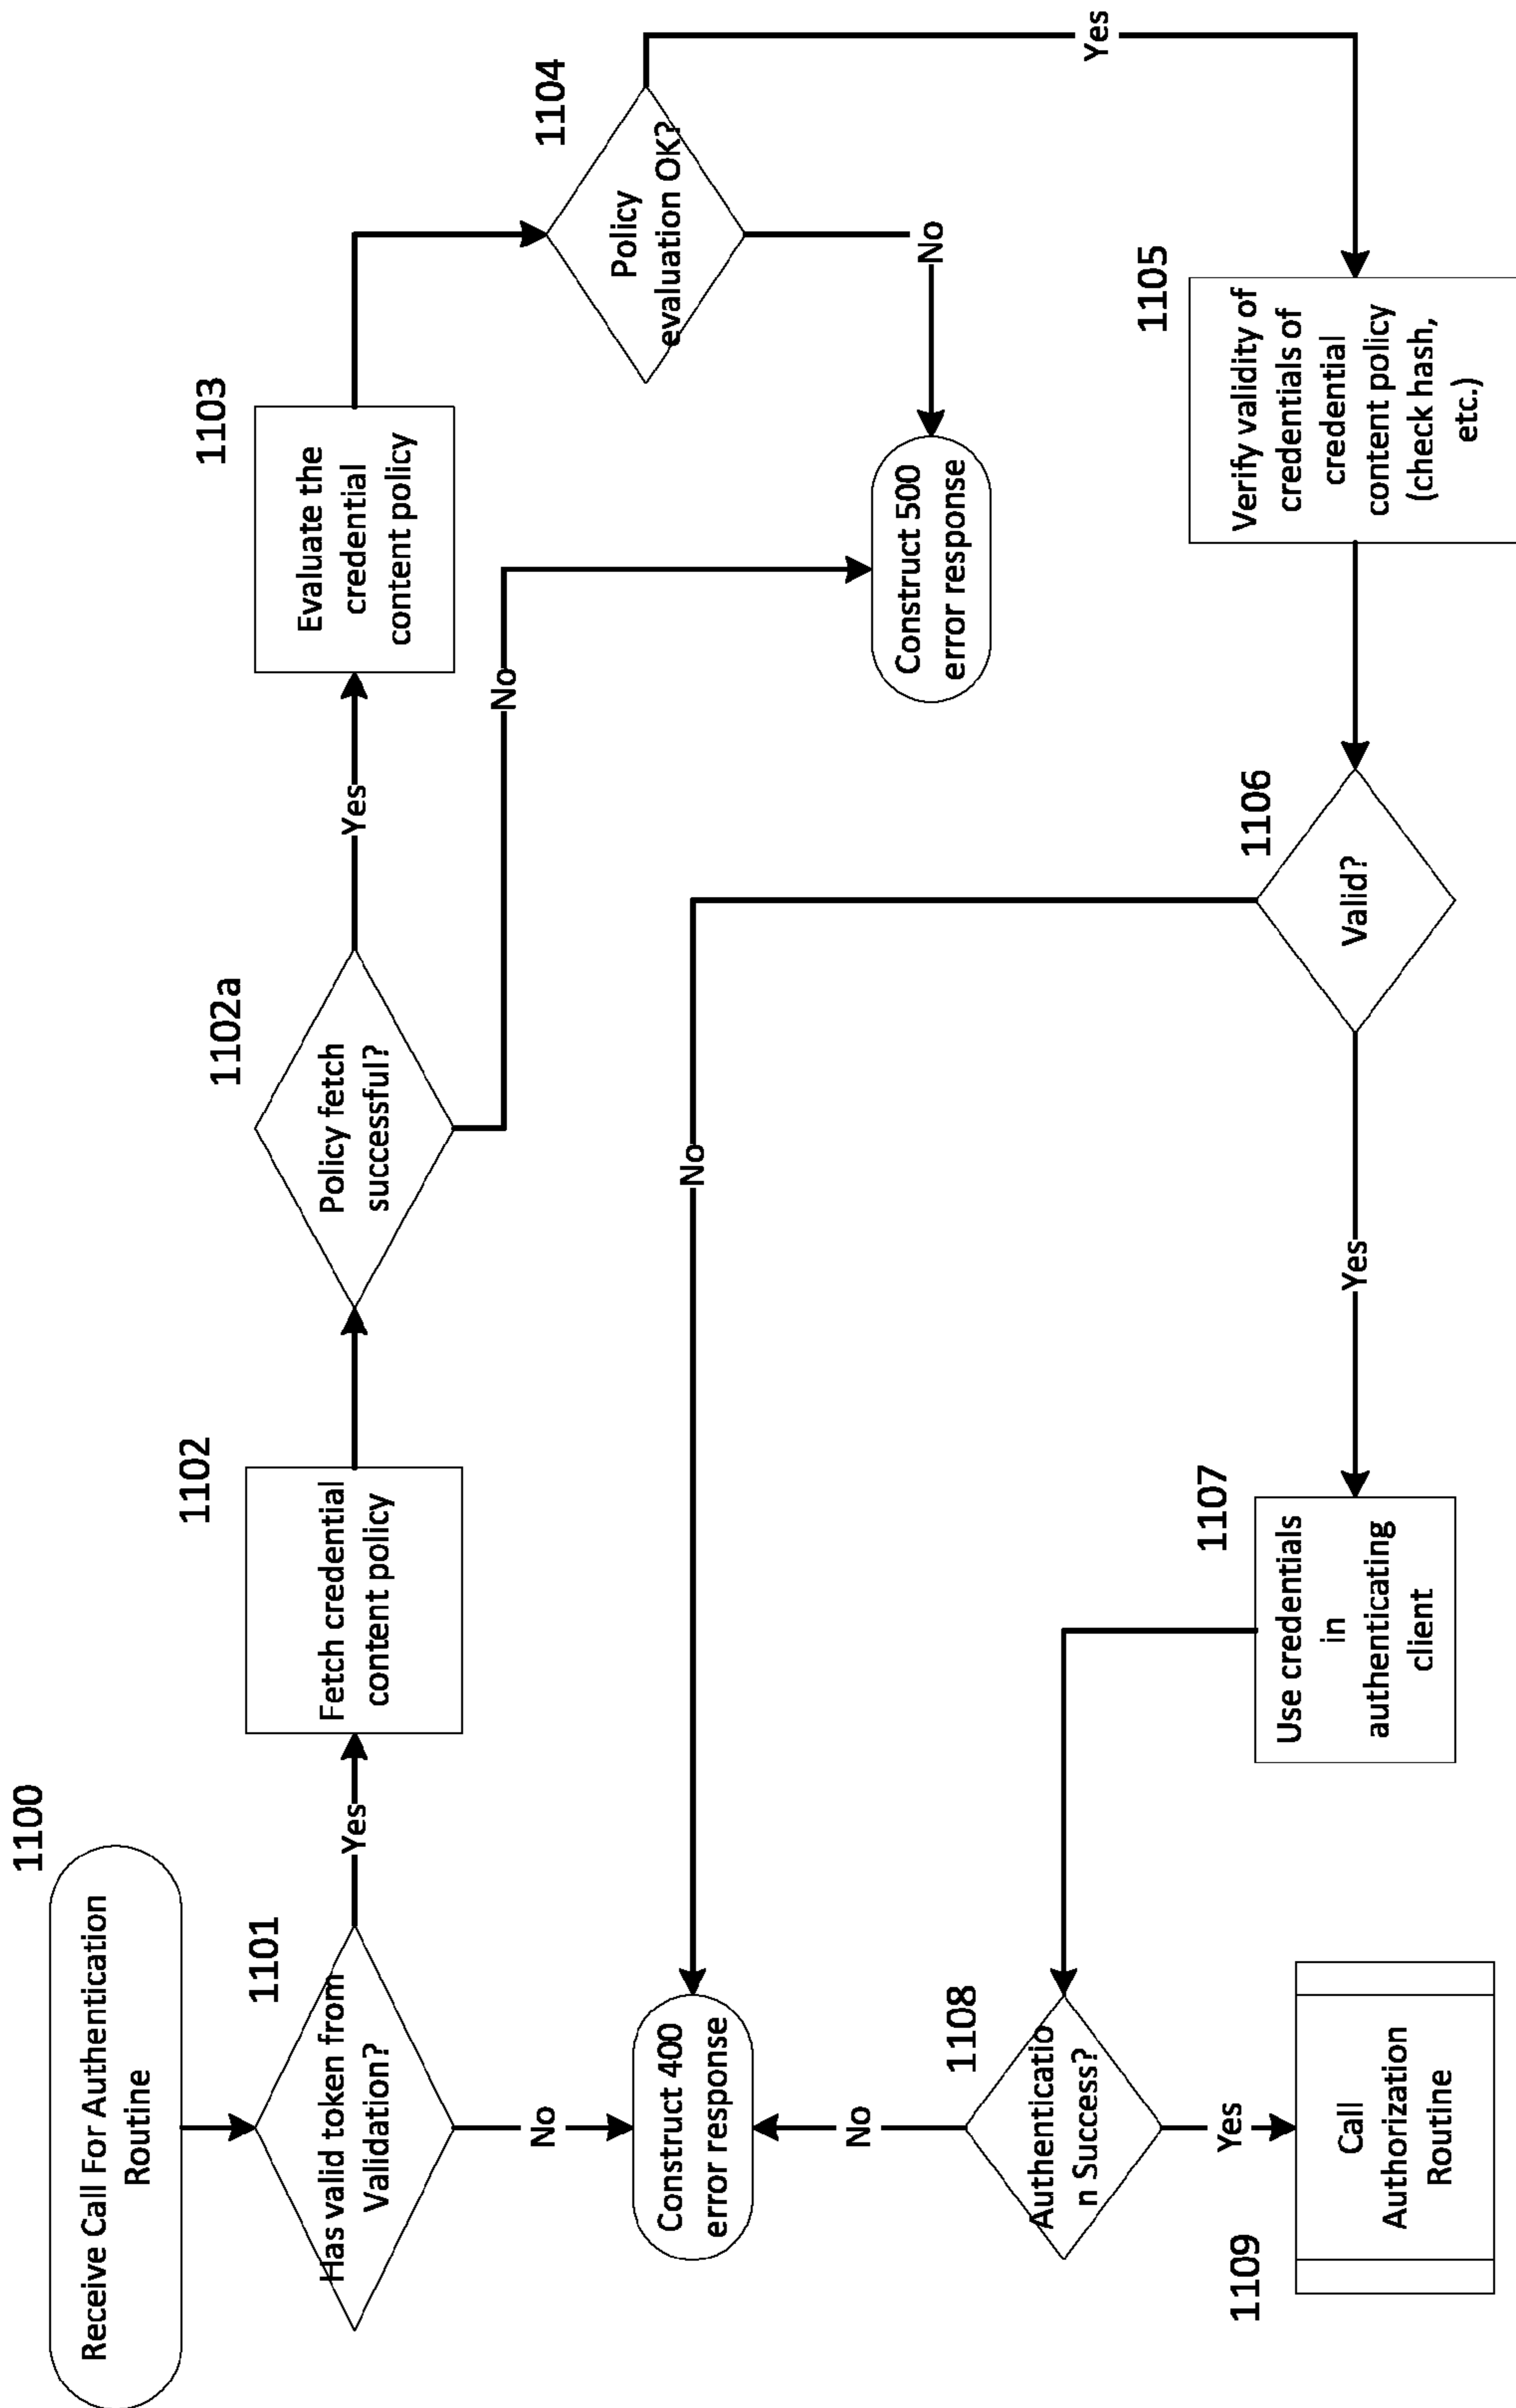 1100
Receive Call For Authentication
Routine
1101
Has valid token from
Validation?
Yes
No
1102
Fetch credential
content policy
1102a
Policy fetch
successful?
Yes
No
1103
Evaluate the
credential
content policy
1104
Policy
evaluation OK?
No
Yes
Construct 500
error response
1105
Verify validity of
credentials of
credential
content policy
(check hash,
etc.)
1106
Valid?
No
Yes
1107
Use credentials
in
authenticating
client
1108
Authenticatio
n Success?
No
Yes
Construct 400
error response
1109
Call
Authorization
Routine